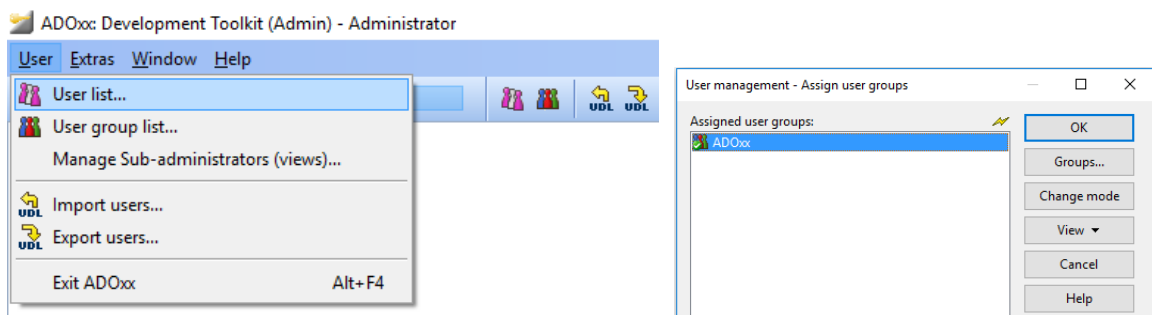 ADOxx: Development Toolkit (Admin) - Administrator
User Extras Window Help
User list...
User group list...
Manage Sub-administrators (views)...
UDL Import users...
UDL Export users...
Exit ADOxx Alt+F4
UDL UDL
User management - Assign user groups
Assigned user groups:
ADOxx
OK
Groups...
Change mode
View
Cancel
Help